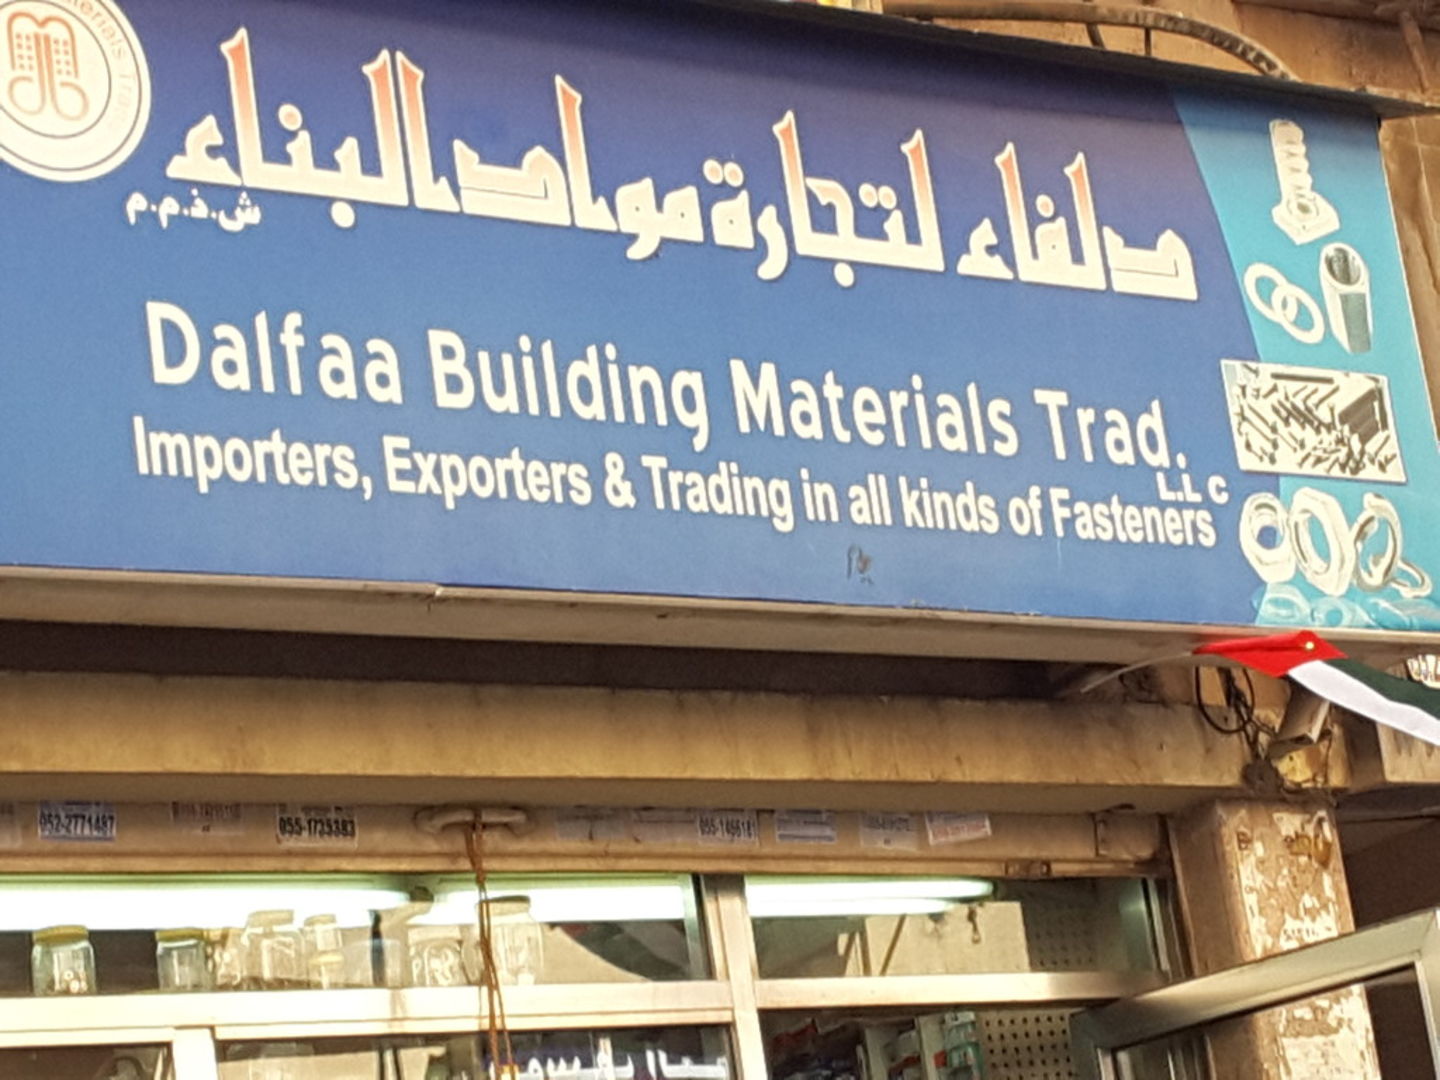 دلفاء لتجارة مواد البناء
ش.ذ.م.م
Dalfaa Building Materials Trad.
L.L C
Importers, Exporters & Trading in all kinds of Fasteners
052-2771487
055-1735383